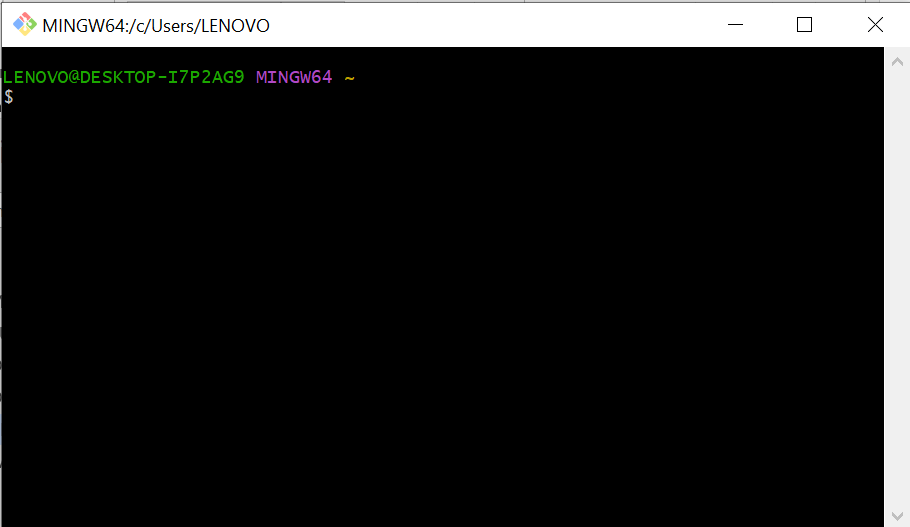 MINGW64:/c/Users/LENOVO
LENOVO@DESKTOP-I7P2AG9 MINGW64 ~
$